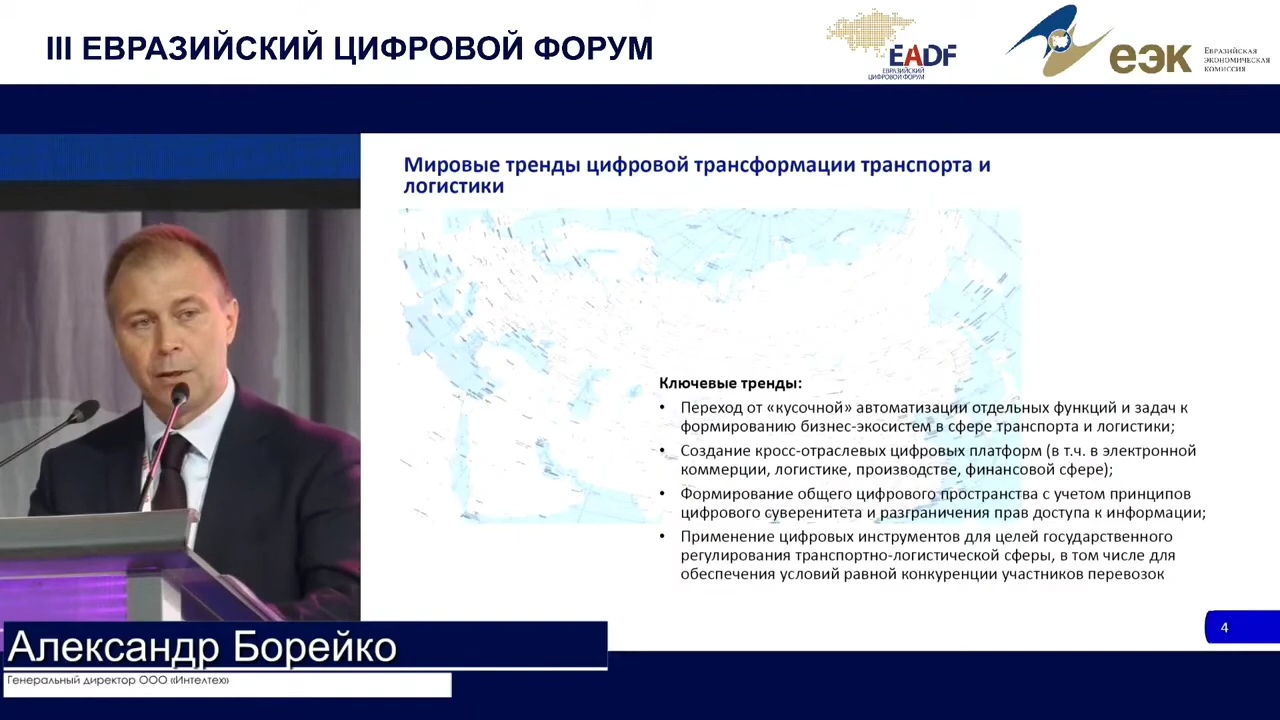 III ЕВРАЗИЙСКИЙ ЦИФРОВОЙ ФОРУМ
EADF
ЕВРАЗИЙСКИЙ
ЦИФРОВОЙ ФОРУМ
еэк
ЕВРАЗИЙСКАЯ
ЭКОНОМИЧЕСКАЯ
КОМИССИЯ
Мировые тренды цифровой трансформации транспорта и
логистики
Ключевые тренды:
• Переход от «кусочной» автоматизации отдельных функций и задач к
формированию бизнес-экосистем в сфере транспорта и логистики;
• Создание кросс-отраслевых цифровых платформ (в т.ч. в электронной
коммерции, логистике, производстве, финансовой сфере);
• Формирование общего цифрового пространства с учетом принципов
цифрового суверенитета и разграничения прав доступа к информации;
• Применение цифровых инструментов для целей государственного
регулирования транспортно-логистической сферы, в том числе для
обеспечения условий равной конкуренции участников перевозок
4
Александр Борейко
Генеральный директор ООО «Интелтех»